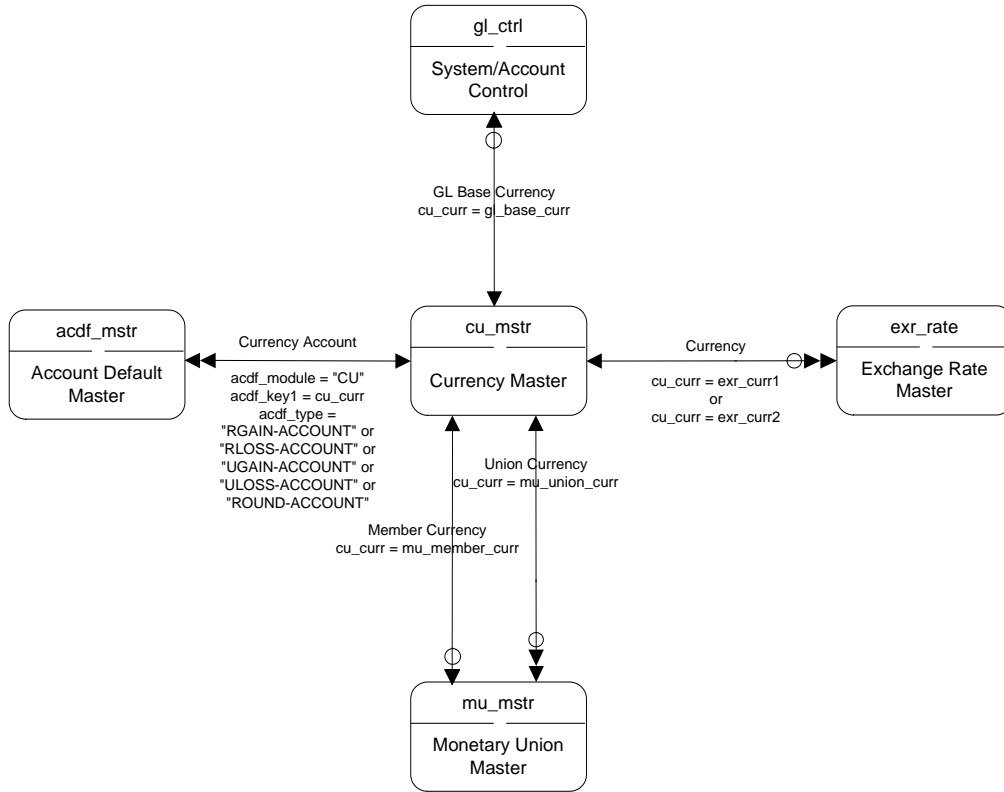 gl_ctrl
System/Account
Control
GL Base Currency
cu_curr = gl_base_curr
acdf_mstr
Account Default
Master
Currency Account
acdf_module = "CU"
acdf_key1 = cu_curr
acdf_type =
"RGAIN-ACCOUNT" or
"RLOSS-ACCOUNT" or
"UGAIN-ACCOUNT" or
"ULOSS-ACCOUNT" or
"ROUND-ACCOUNT"
cu_mstr
Currency Master
Currency
cu_curr = exr_curr1
or
cu_curr = exr_curr2
exr_rate
Exchange Rate
Master
Union Currency
cu_curr = mu_union_curr
Member Currency
cu_curr = mu_member_curr
mu_mstr
Monetary Union
Master